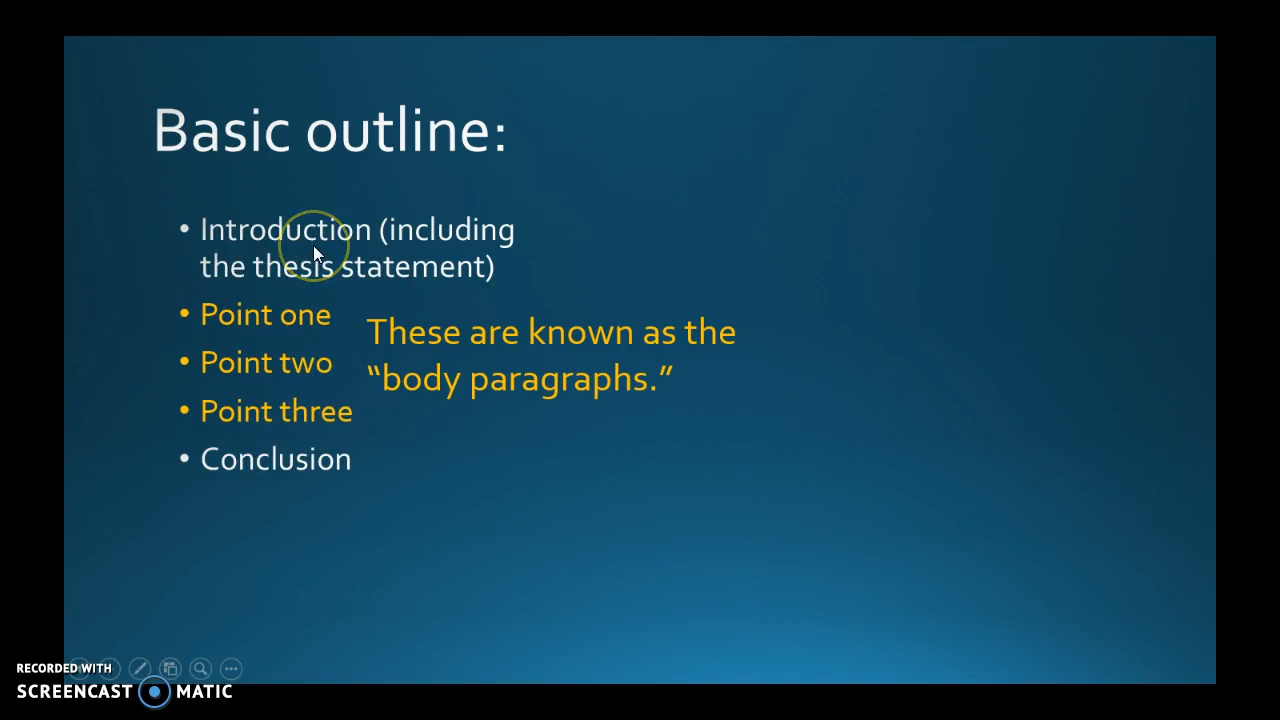 Basic outline:
• Introduction (including
the thesis statement)
• Point one
• Point two
• Point three
• Conclusion
These are known as the
“body paragraphs.”
RECORDED WITH
SCREENCAST MATIC